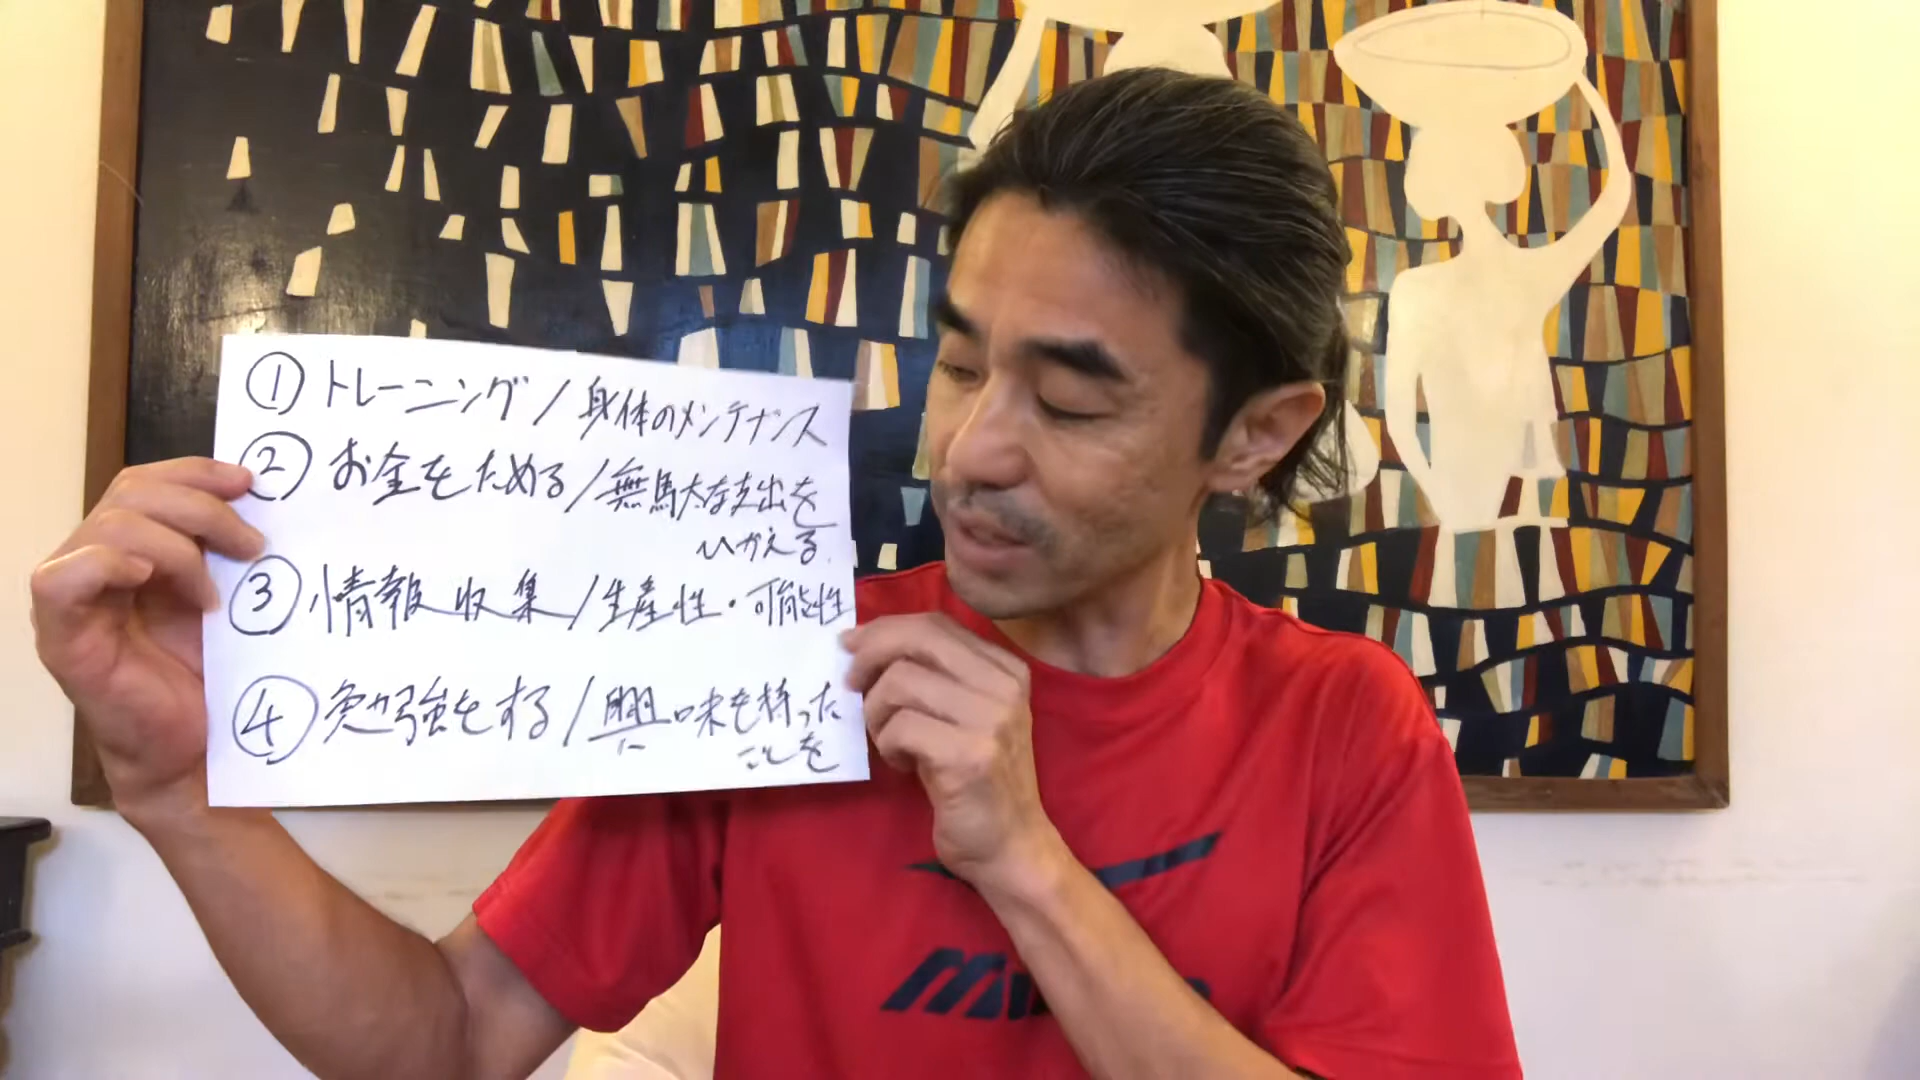 ① トレーニング / 身体のメンテナンス
② お金をためる / 無駄な支出を
ひかえる.
③ 情報収集 / 生産性・可能性
④ 勉強をする / 興味を持った
ことを